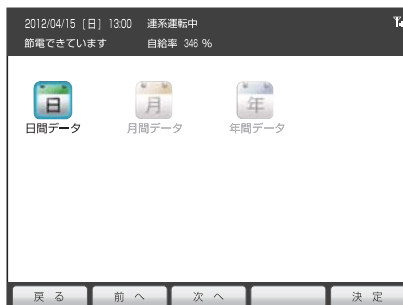 2012/04/15 [日] 13:00 連系運転中
節電できています 自給率 346 %
日 月 年
日間データ 月間データ 年間データ
戻 る 前 へ 次 へ 決 定